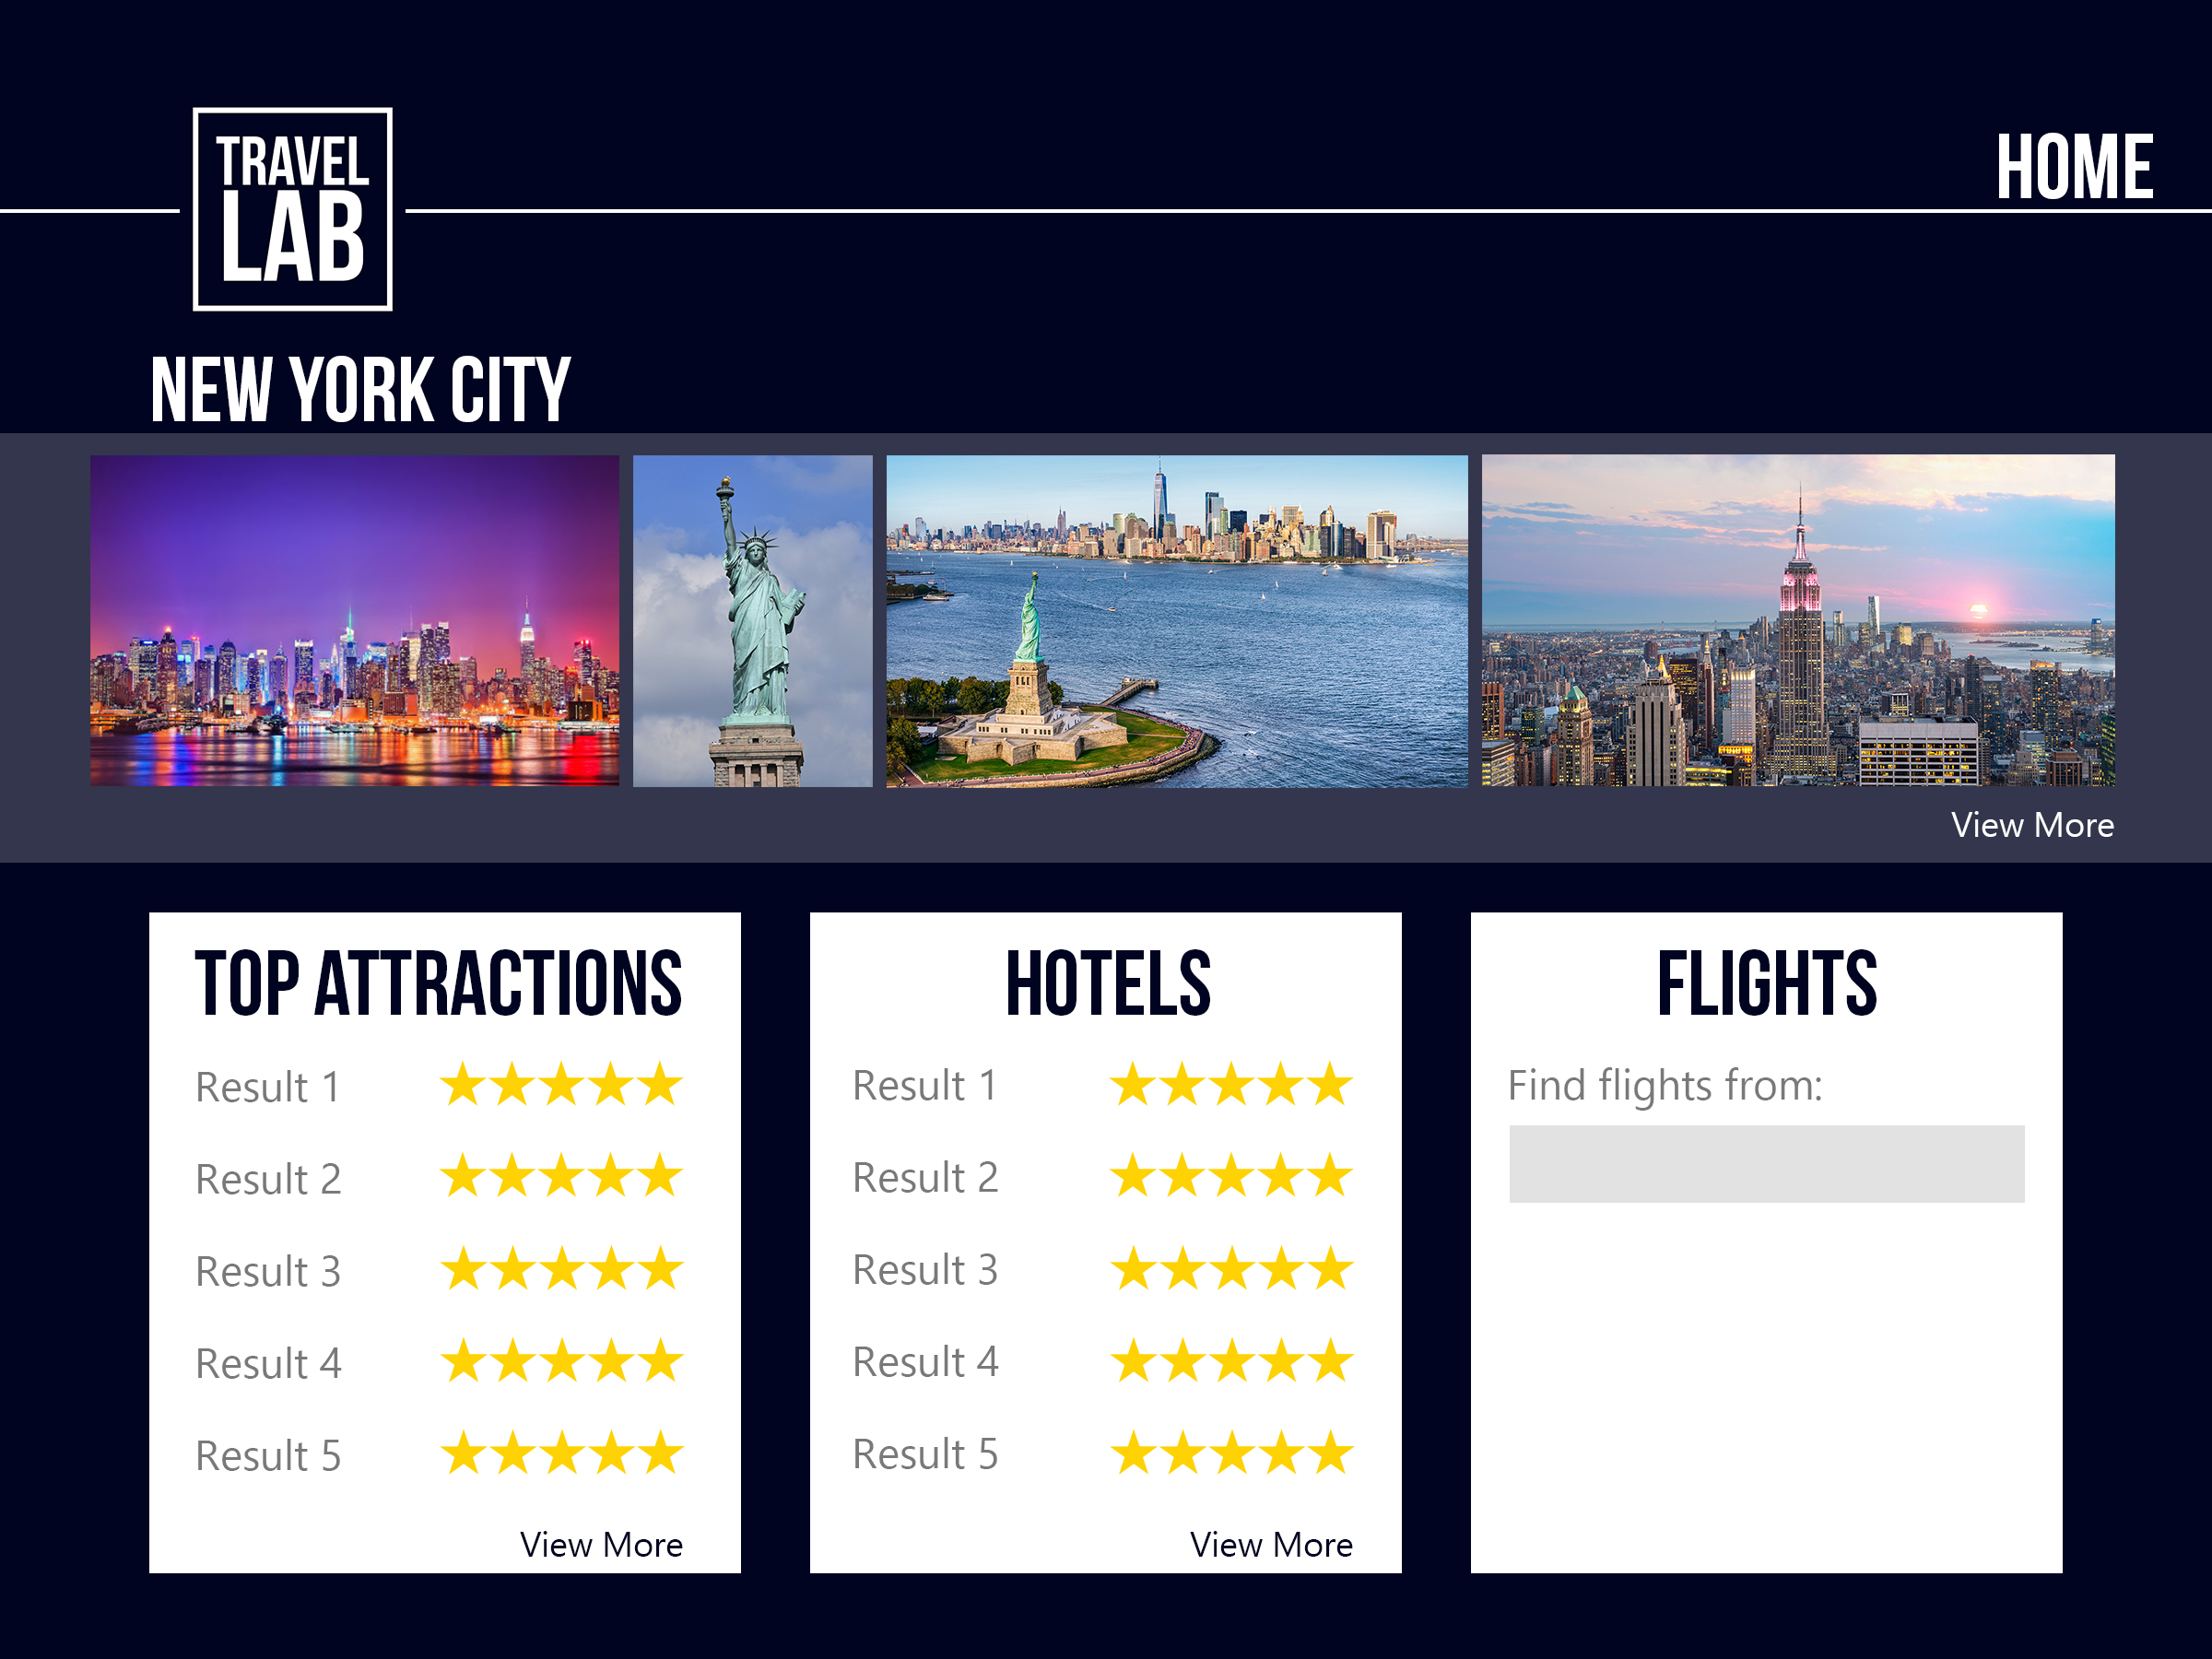 TRAVEL
LAB
HOME
NEW YORK CITY
View More
TOP ATTRACTIONS
Result 1
Result 2
Result 3
Result 4
Result 5
View More
HOTELS
Result 1
Result 2
Result 3
Result 4
Result 5
View More
FLIGHTS
Find flights from: